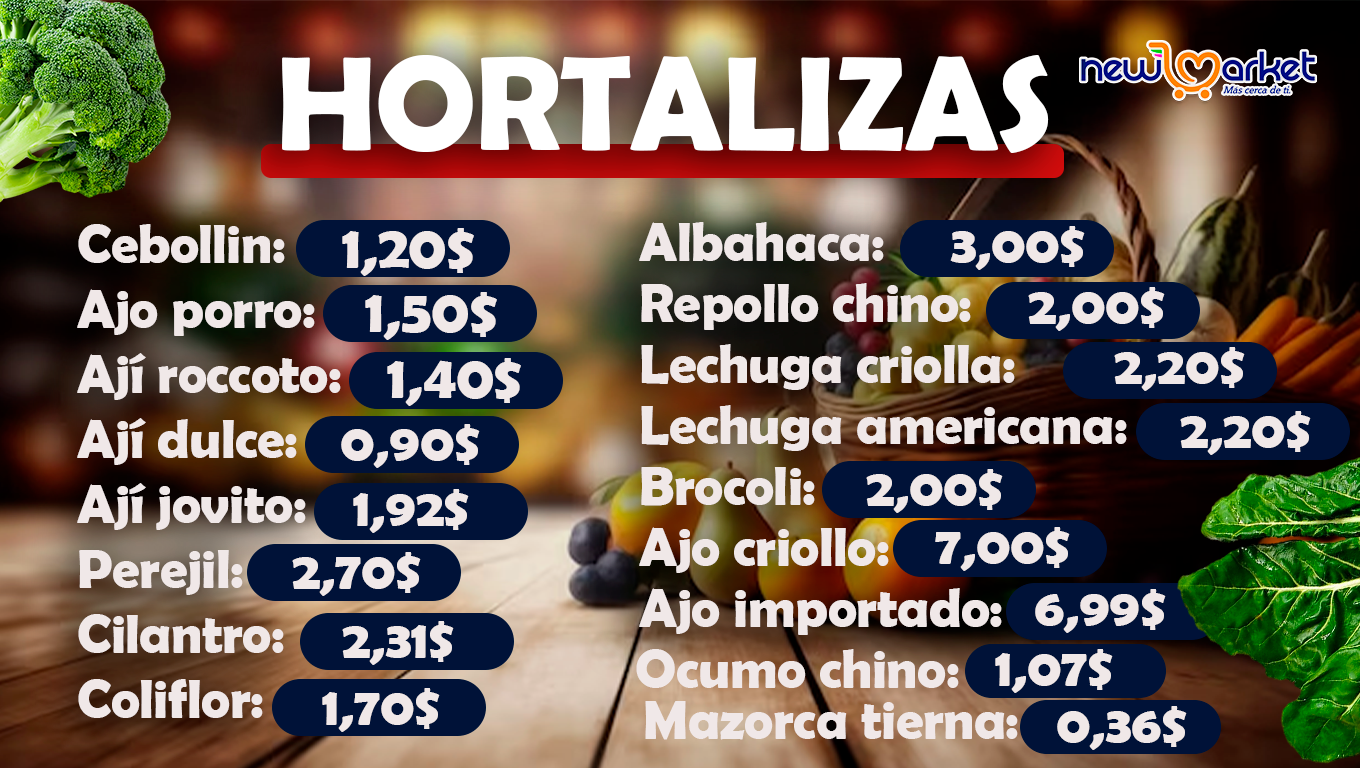 HORTALIZAS
new market
Más cerca de ti.
Cebollin: 1,20$
Ajo porro: 1,50$
Ají roccoto: 1,40$
Ají dulce: 0,90$
Ají jovito: 1,92$
Perejil: 2,70$
Cilantro: 2,31$
Coliflor: 1,70$
Albahaca: 3,00$
Repollo chino: 2,00$
Lechuga criolla: 2,20$
Lechuga americana: 2,20$
Brocoli: 2,00$
Ajo criollo: 7,00$
Ajo importado: 6,99$
Ocumo chino: 1,07$
Mazorca tierna: 0,36$